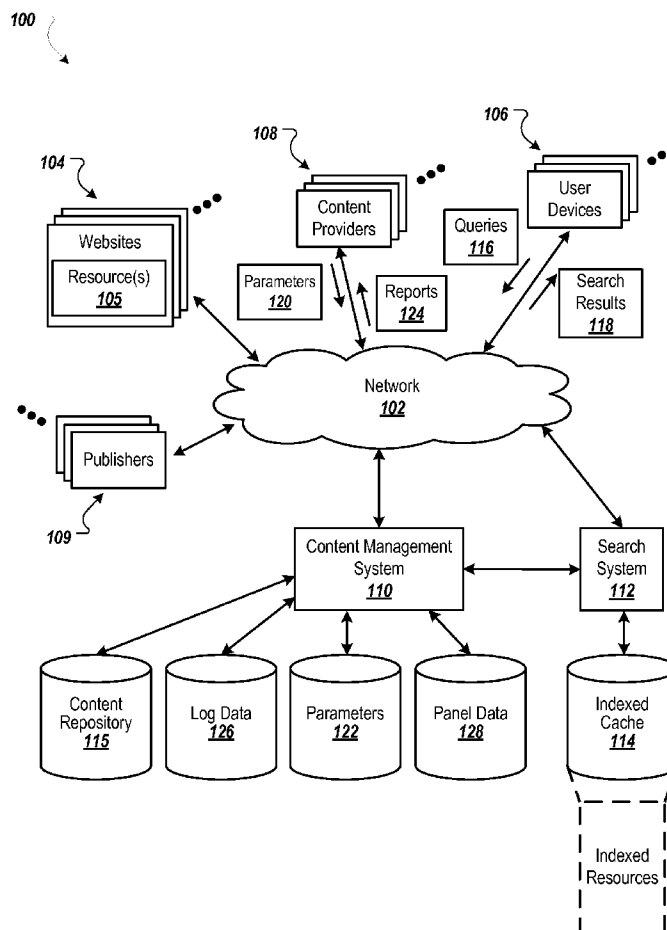 100
108
106
104
Content
Providers
User
Devices
Websites
Resource(s)
105
Queries
116
Parameters
120
Reports
124
Search
Results
118
Network
102
Publishers
109
Content Management
System
110
Search
System
112
Content
Repository
115
Log Data
126
Parameters
122
Panel Data
128
Indexed
Cache
114
Indexed
Resources